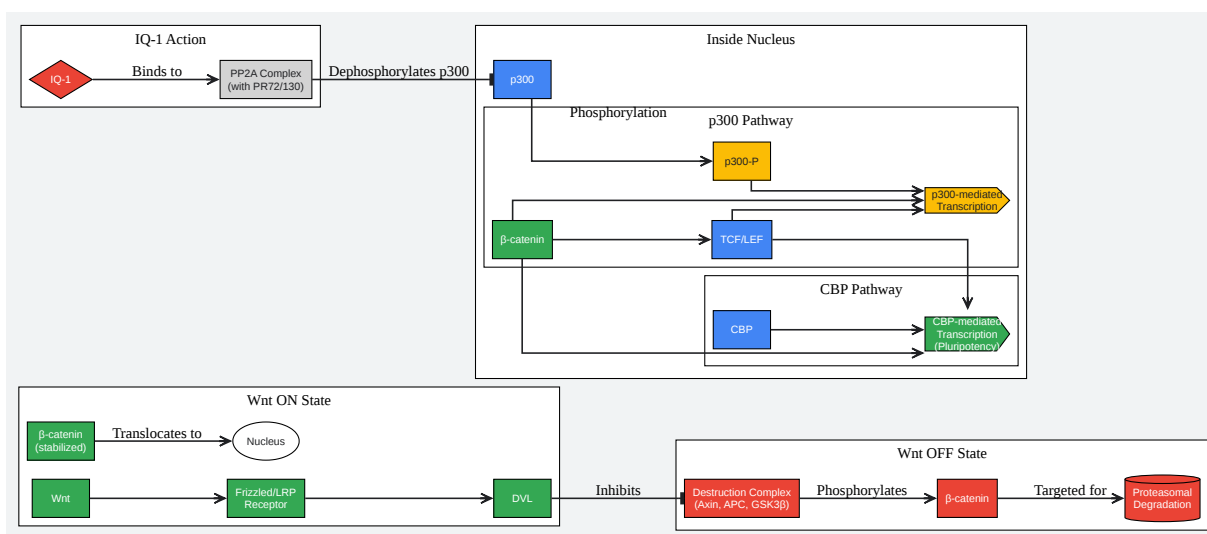 IQ-1 Action
IQ-1
Binds to
PP2A Complex
(with PR72/130)
Dephosphorylates p300
Inside Nucleus
p300
Phosphorylation
p300 Pathway
p300-P
p300-mediated
Transcription
β-catenin
TCF/LEF
CBP Pathway
CBP
CBP-mediated
Transcription
(Pluripotency)
Wnt ON State
β-catenin
(stabilized)
Translocates to
Nucleus
Wnt
Frizzled/LRP
Receptor
DVL
Inhibits
Wnt OFF State
Destruction Complex
(Axin, APC, GSK3β)
Phosphorylates
β-catenin
Targeted for
Proteasomal
Degradation